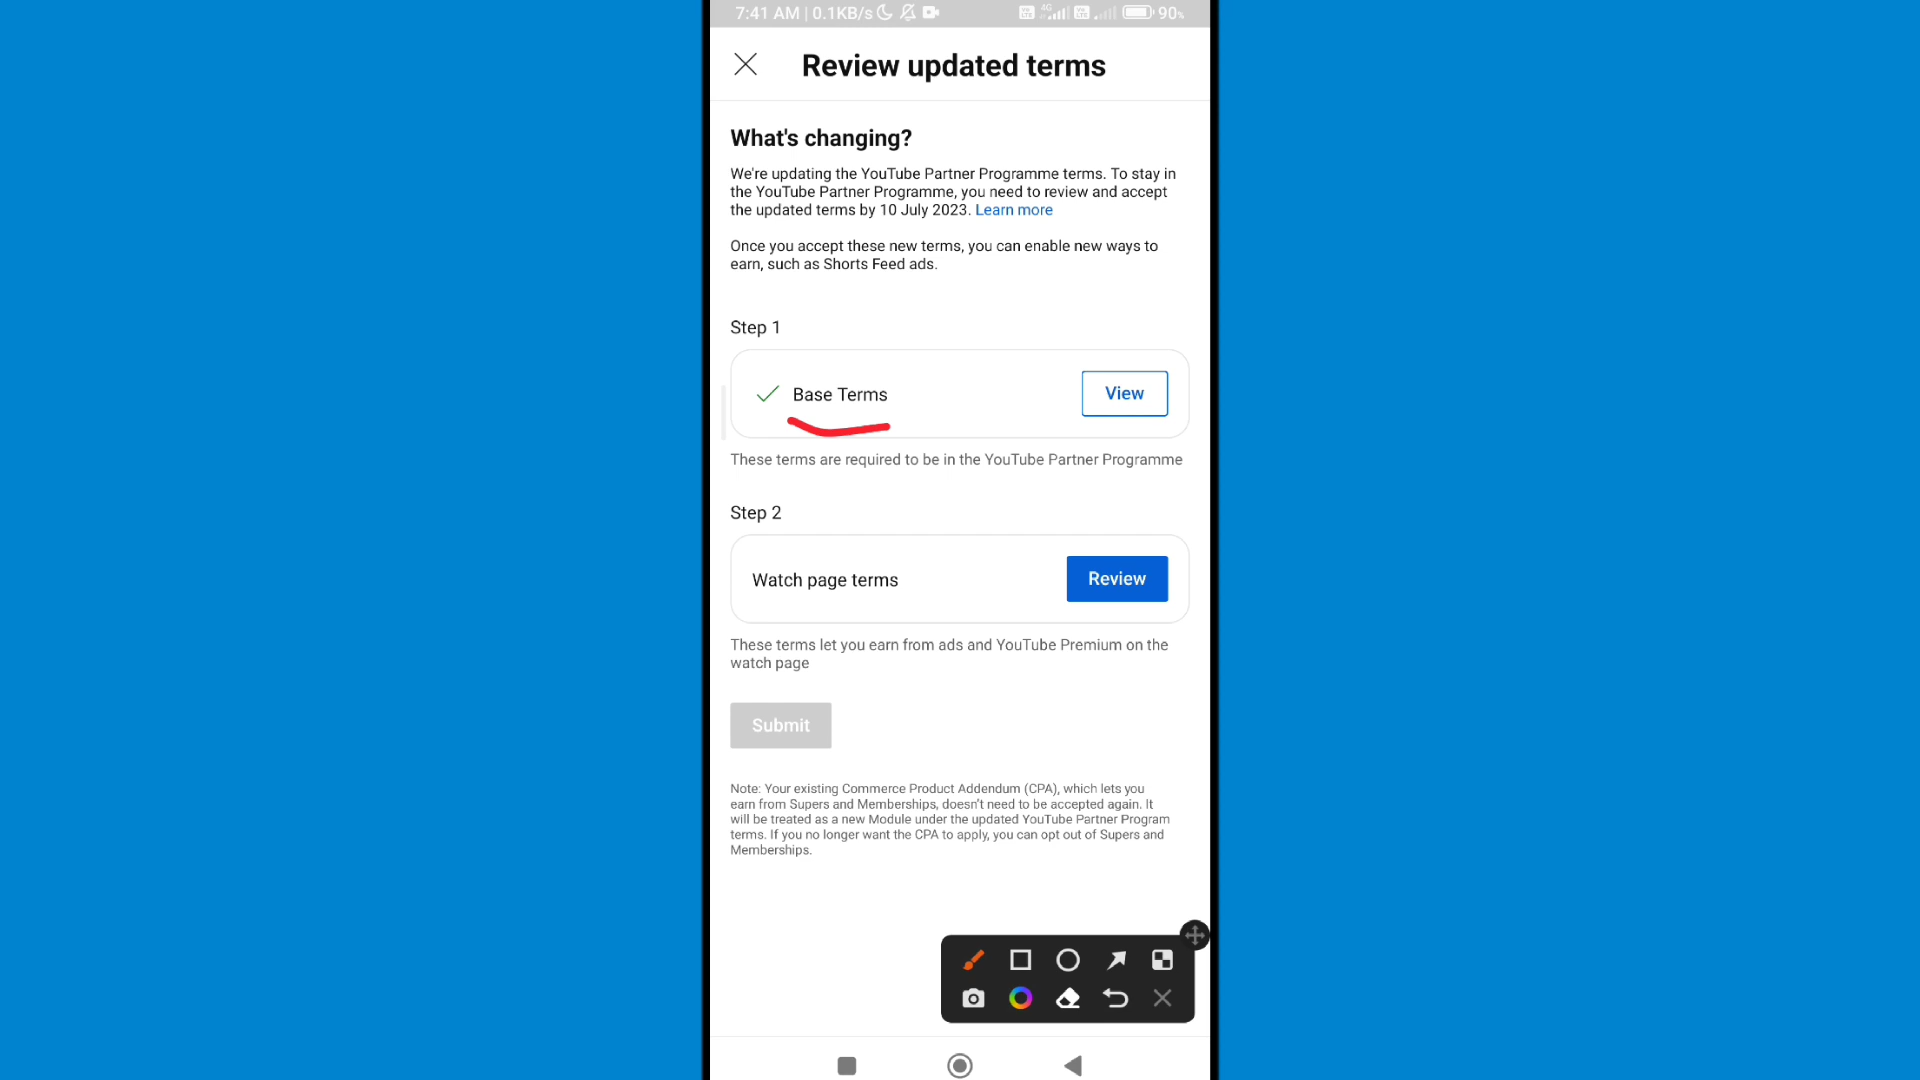 7:41 AM | 0.1KB/s 4G 90%
Review updated terms
What's changing?
We're updating the YouTube Partner Programme terms. To stay in
the YouTube Partner Programme, you need to review and accept
the updated terms by 10 July 2023. Learn more
Once you accept these new terms, you can enable new ways to
earn, such as Shorts Feed ads.
Step 1
Base Terms View
These terms are required to be in the YouTube Partner Programme
Step 2
Watch page terms Review
These terms let you earn from ads and YouTube Premium on the
watch page
Submit
Note: Your existing Commerce Product Addendum (CPA), which lets you
earn from Supers and Memberships, doesn't need to be accepted again. It
will be treated as a new Module under the updated YouTube Partner Program
terms. If you no longer want the CPA to apply, you can opt out of Supers and
Memberships.